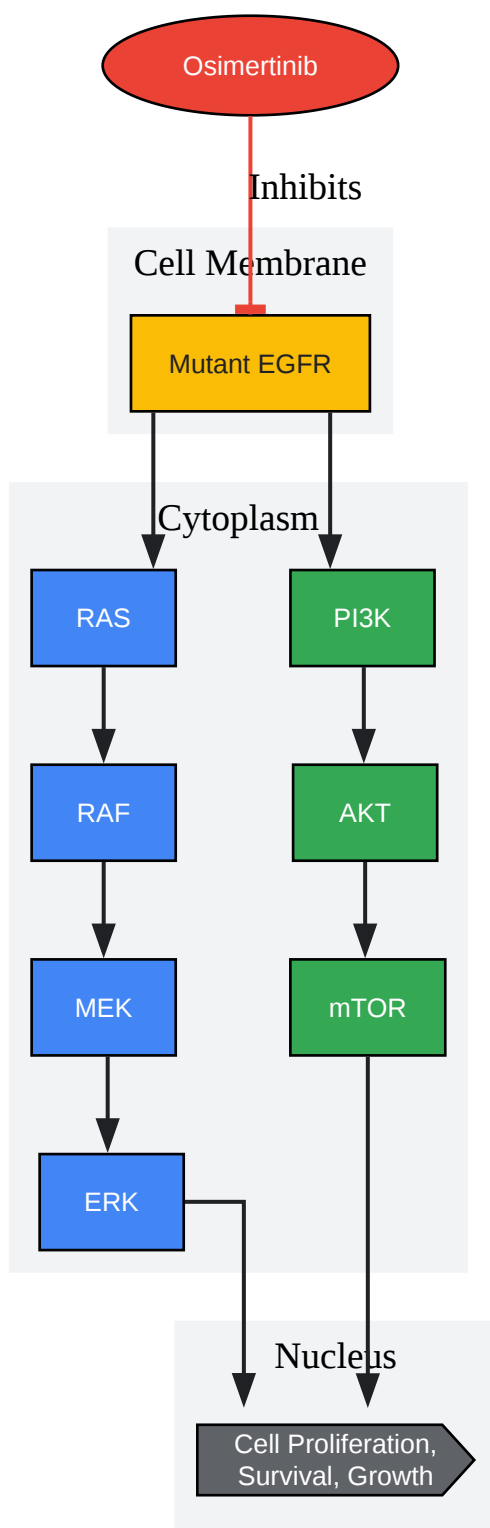 Osimertinib
Inhibits
Cell Membrane
Mutant EGFR
Cytoplasm
RAS
PI3K
RAF
AKT
MEK
mTOR
ERK
Nucleus
Cell Proliferation,
Survival, Growth